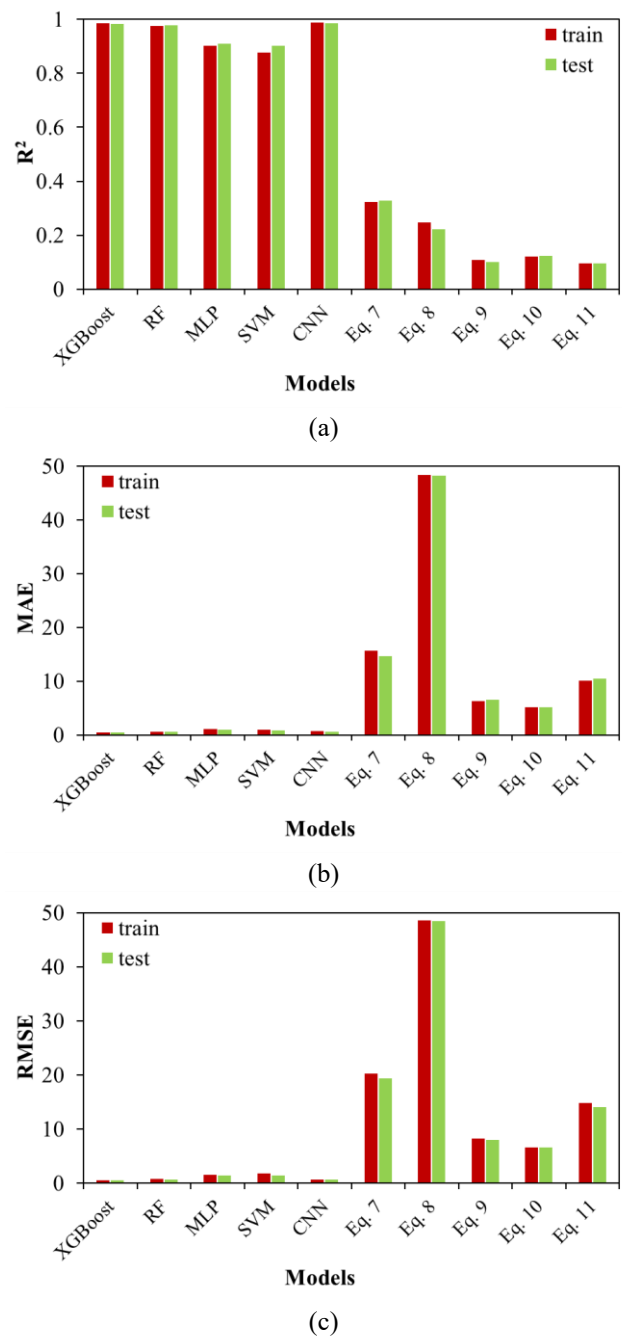 1
0.8
0.6
0.4
0.2
0
R²
train
test
XGBoost
RF
MLP
SVM
CNN
Eq. 7
Eq. 8
Eq. 9
Eq. 10
Eq. 11
Models
(a)
50
40
30
20
10
0
MAE
train
test
XGBoost
RF
MLP
SVM
CNN
Eq. 7
Eq. 8
Eq. 9
Eq. 10
Eq. 11
Models
(b)
50
40
30
20
10
0
RMSE
train
test
XGBoost
RF
MLP
SVM
CNN
Eq. 7
Eq. 8
Eq. 9
Eq. 10
Eq. 11
Models
(c)